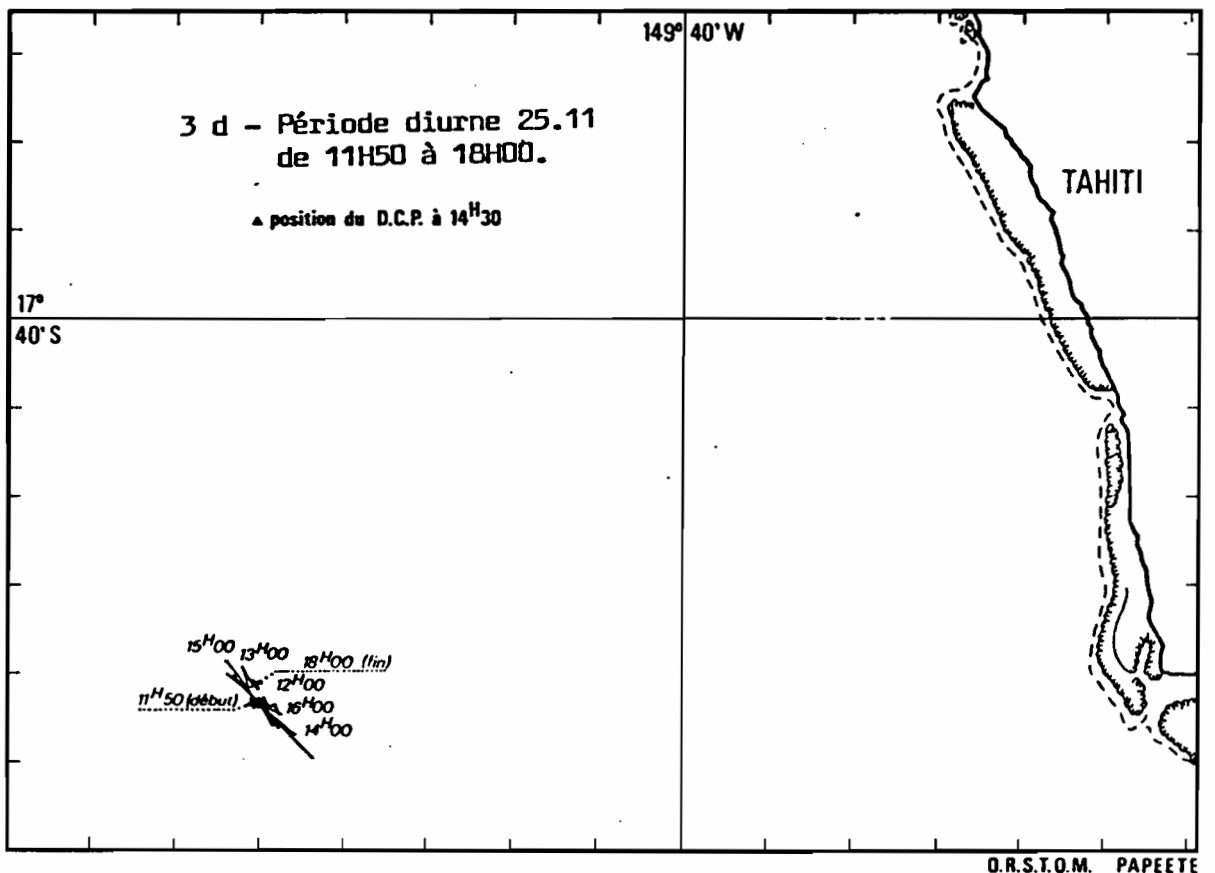 149° 40' W
3 d - Période diurne 25.11
de 11H50 à 18H00.
TAHITI
▲ position du D.C.P. à 14H30
17°
40' S
15H00
13H00
18H00 (fin)
12H00
11H50 (début)
16H00
14H00
O.R.S.T.O.M. PAPEETE